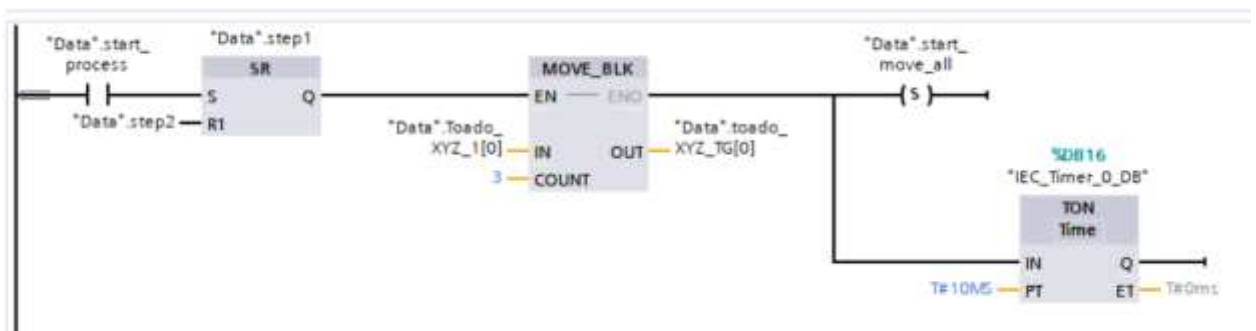 "Data".start_
process
"Data".step1
SR
S Q
"Data".step2 R1
MOVE_BLK
EN ENO
"Data".Toado_
XYZ_1[0] IN
OUT "Data".toado_
XYZ_TG[0]
3 COUNT
"Data".start_
move_all
S
%DB16
"IEC_Timer_0_DB"
TON
Time
IN Q
T#10MS PT ET T#0ms